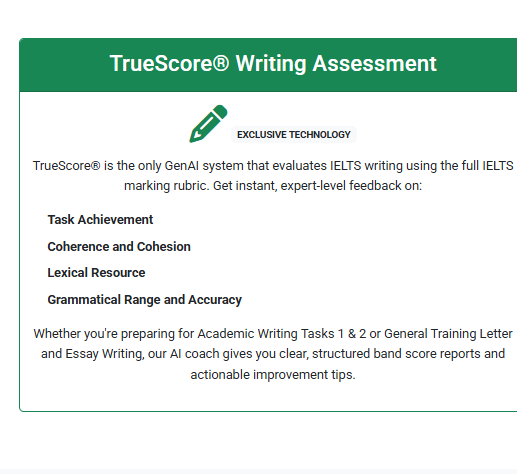 TrueScore® Writing Assessment
EXCLUSIVE TECHNOLOGY
TrueScore® is the only GenAI system that evaluates IELTS writing using the full IELTS
marking rubric. Get instant, expert-level feedback on:
Task Achievement
Coherence and Cohesion
Lexical Resource
Grammatical Range and Accuracy
Whether you're preparing for Academic Writing Tasks 1 & 2 or General Training Letter
and Essay Writing, our AI coach gives you clear, structured band score reports and
actionable improvement tips.